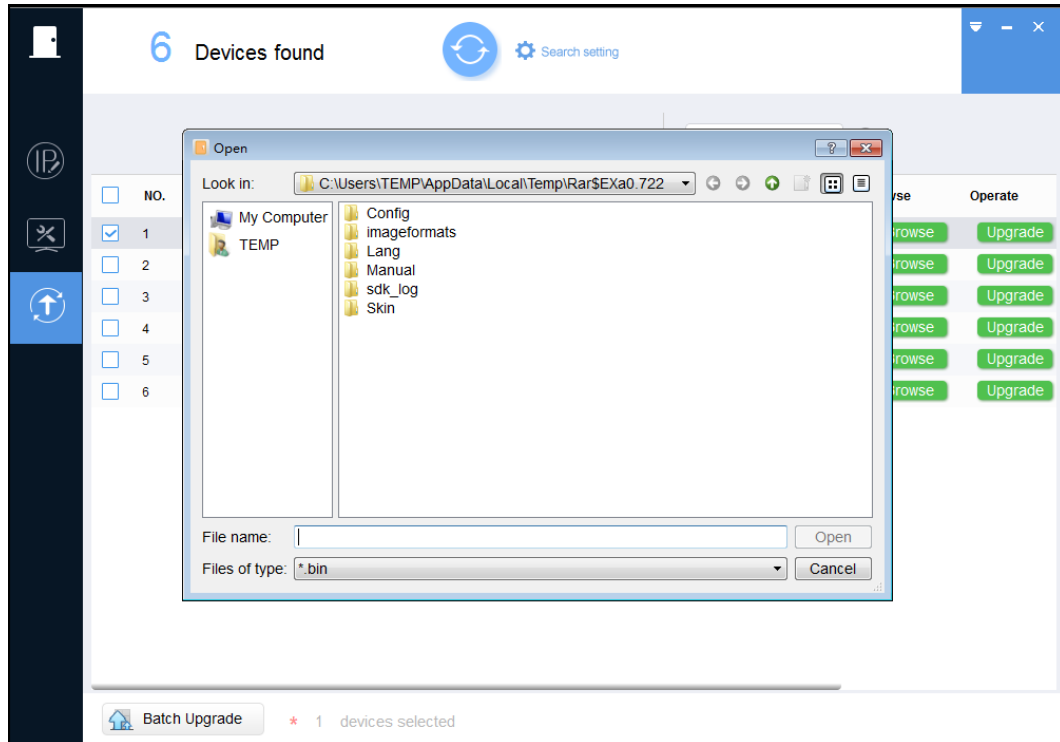 6 Devices found
Search setting
Open
Look in: C:\Users\TEMP\AppData\Local\Temp\Rar$EXa0.722
My Computer
TEMP
Config
imageformats
Lang
Manual
sdk_log
Skin
File name: Open
Files of type: *.bin Cancel
NO. Operate
1 Upgrade
2 Upgrade
3 Upgrade
4 Upgrade
5 Upgrade
6 Upgrade
Batch Upgrade * 1 devices selected
IP